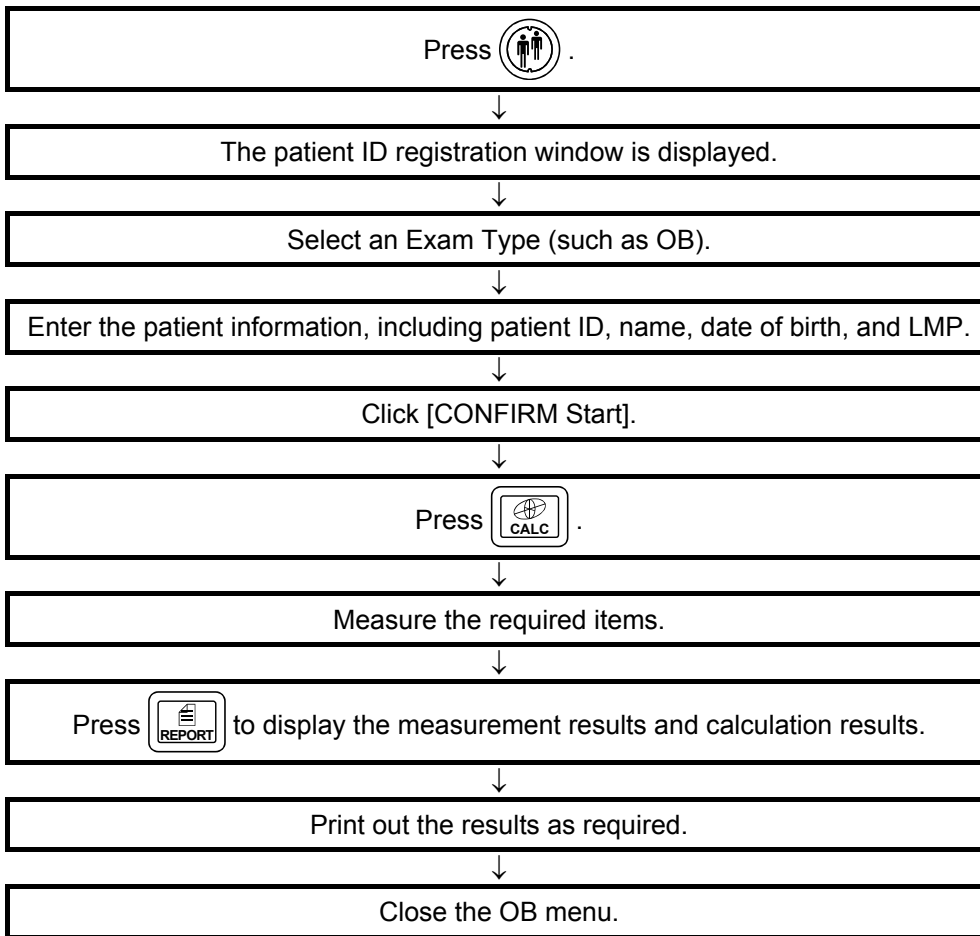 Press .
↓
The patient ID registration window is displayed.
↓
Select an Exam Type (such as OB).
↓
Enter the patient information, including patient ID, name, date of birth, and LMP.
↓
Click [CONFIRM Start].
↓
Press CALC .
↓
Measure the required items.
↓
Press REPORT to display the measurement results and calculation results.
↓
Print out the results as required.
↓
Close the OB menu.